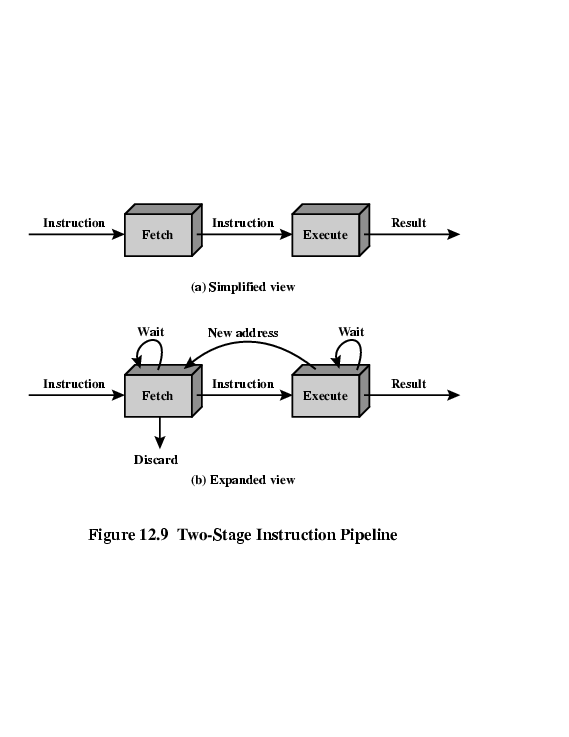 Instruction Fetch Instruction Execute Result
(a) Simplified view
Wait New address Wait
Instruction Fetch Instruction Execute Result
Discard
(b) Expanded view
Figure 12.9 Two-Stage Instruction Pipeline